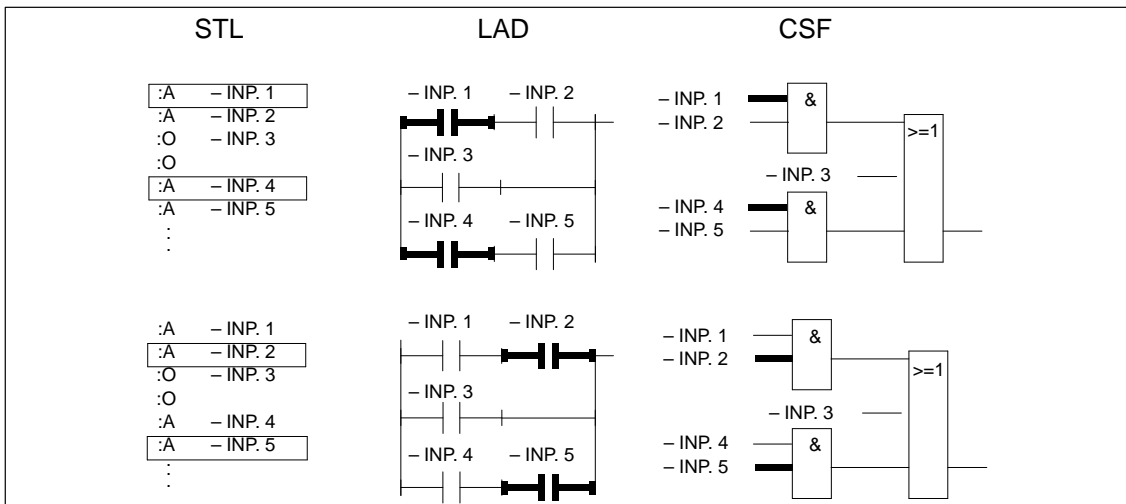 STL LAD CSF
:A – INP. 1
:A – INP. 2
:O – INP. 3
:O
:A – INP. 4
:A – INP. 5
– INP. 1 – INP. 2
– INP. 3
– INP. 4 – INP. 5
– INP. 1 &
– INP. 2
>=1
– INP. 3
– INP. 4 &
– INP. 5
:A – INP. 1
:A – INP. 2
:O – INP. 3
:O
:A – INP. 4
:A – INP. 5
– INP. 1 – INP. 2
– INP. 3
– INP. 4 – INP. 5
– INP. 1 &
– INP. 2
>=1
– INP. 3
– INP. 4 &
– INP. 5